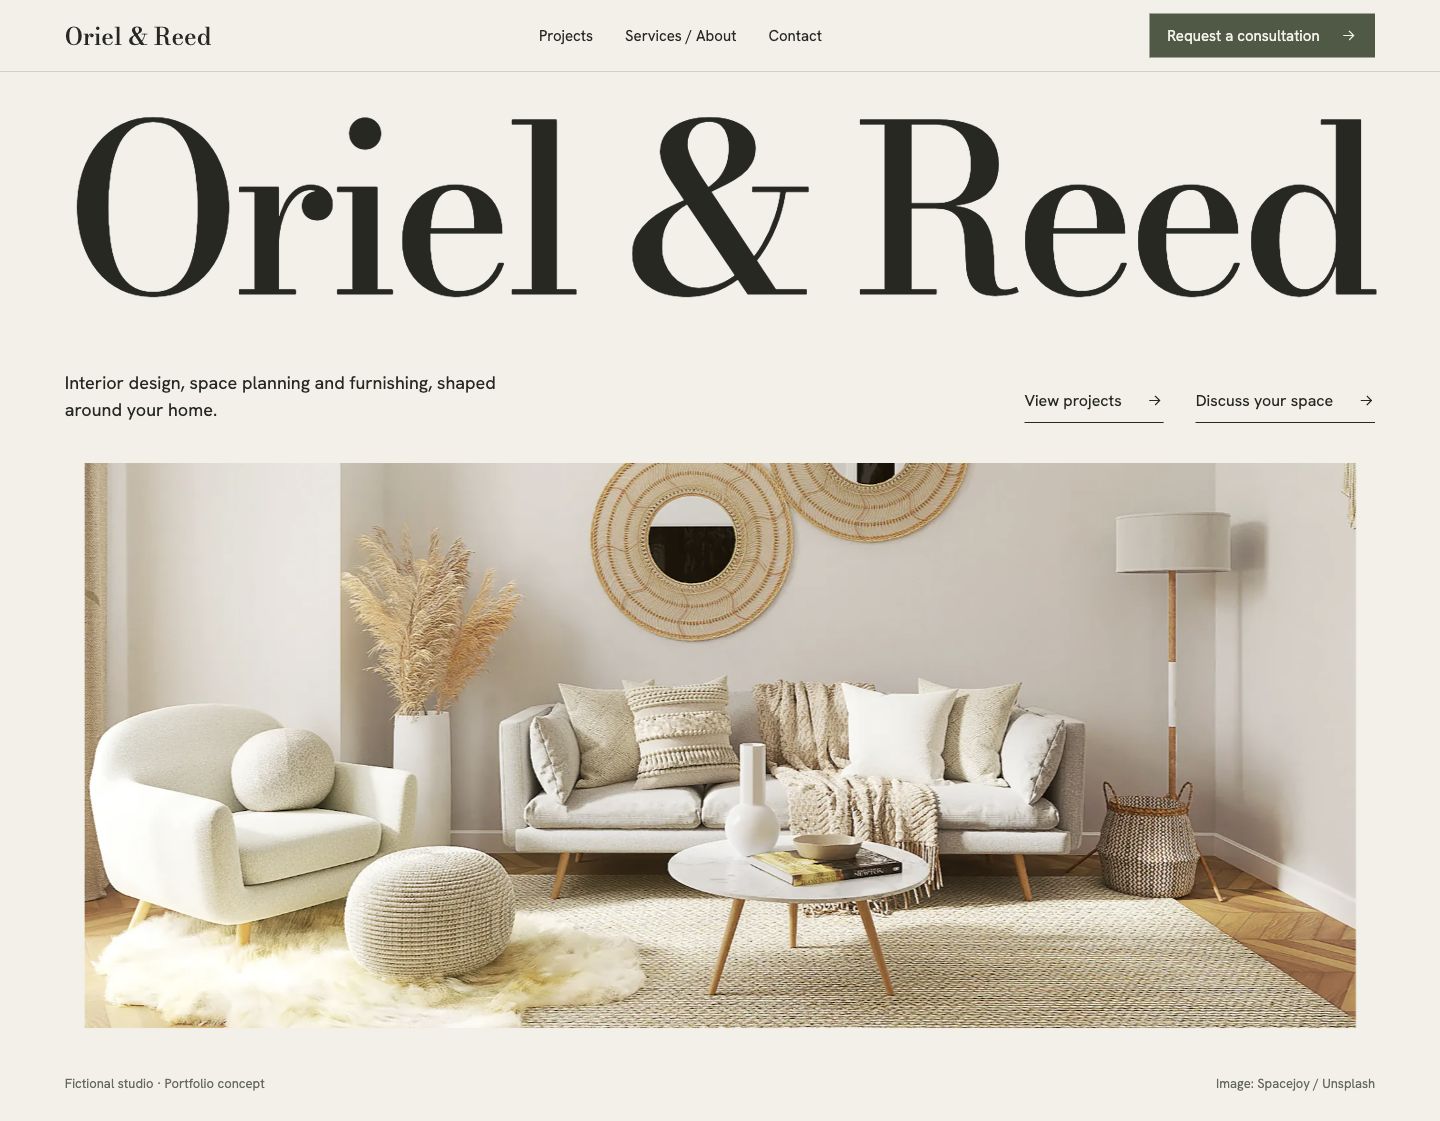 Oriel & Reed
Projects
Services / About
Contact
Request a consultation →
Oriel & Reed
Interior design, space planning and furnishing, shaped
around your home.
View projects →
Discuss your space →
Fictional studio · Portfolio concept
Image: Spacejoy / Unsplash